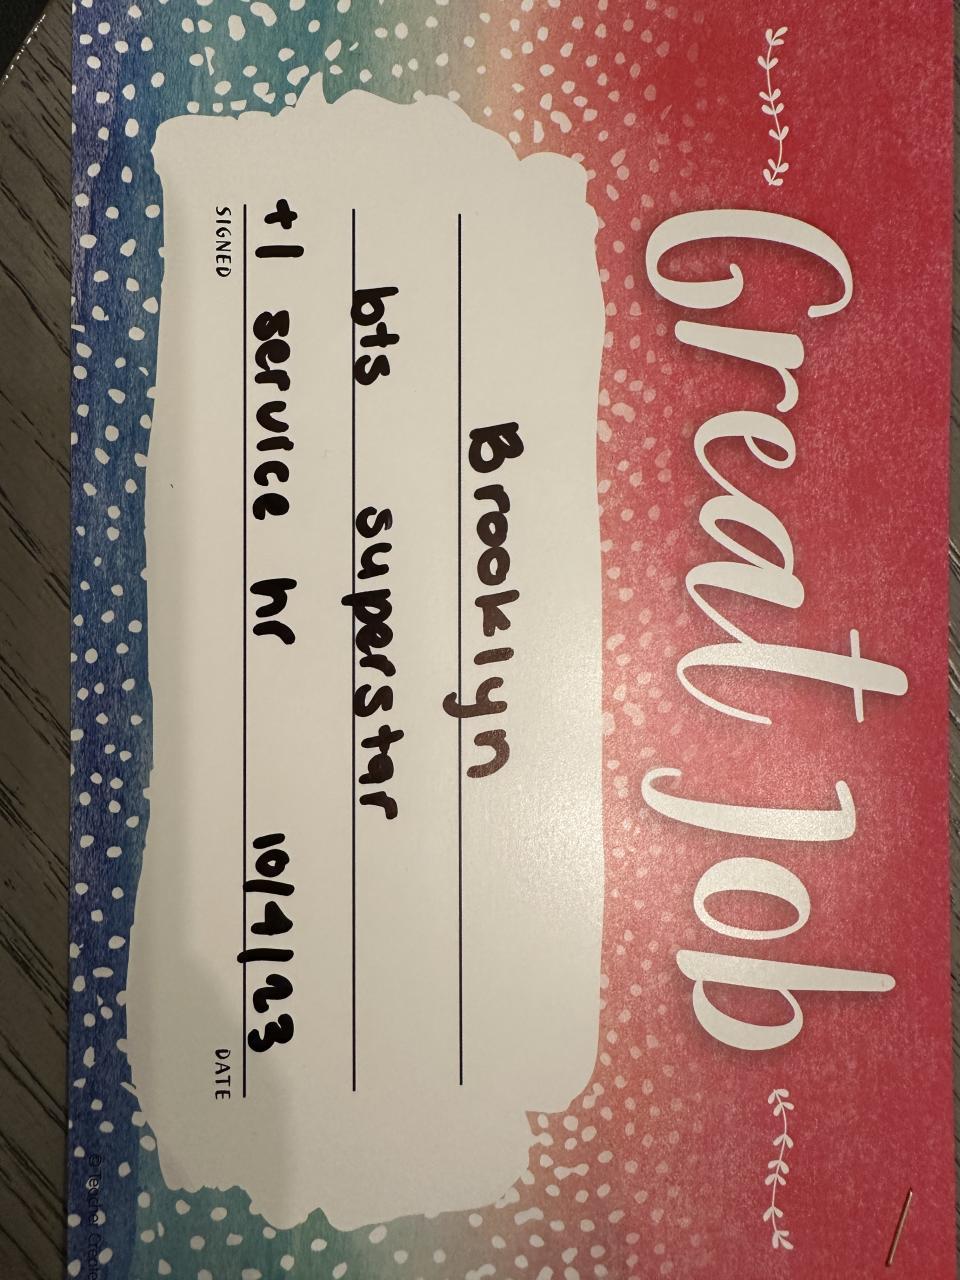 Great Job
Brooklyn
bts superstar
+1 service hr 10/4/23
SIGNED DATE